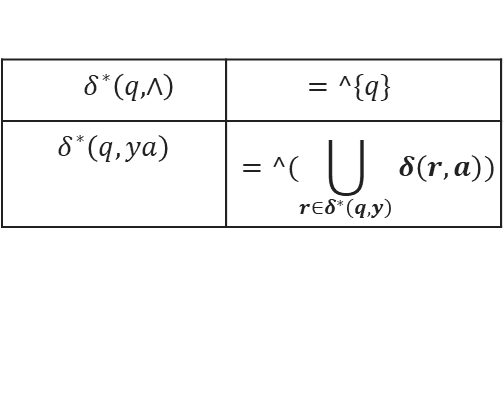 δ*(q,Λ) = ^{q}
δ*(q, ya) = ^( ⋃ δ(r, a))
r∈δ*(q,y)